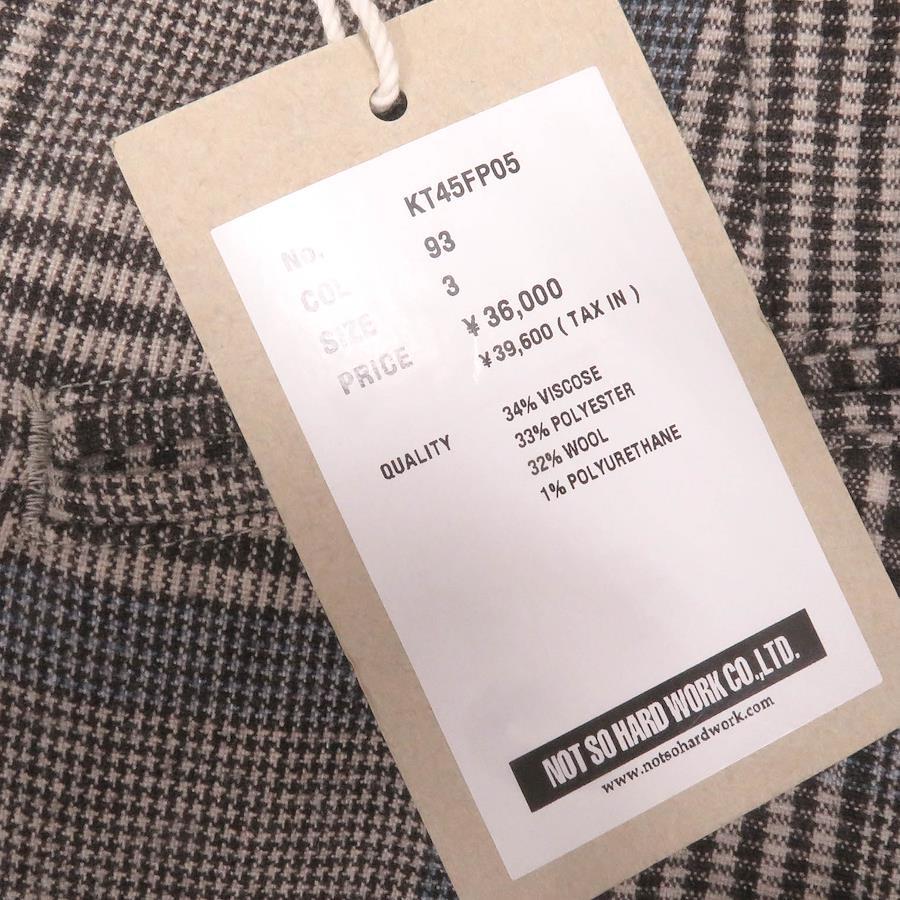 No. KT45FP05
COL 93
SIZE 3
PRICE ¥36,000
¥39,600 ( TAX IN )
QUALITY 34% VISCOSE
33% POLYESTER
32% WOOL
1% POLYURETHANE
NOT SO HARD WORK CO.,LTD.
www.notsohardwork.com